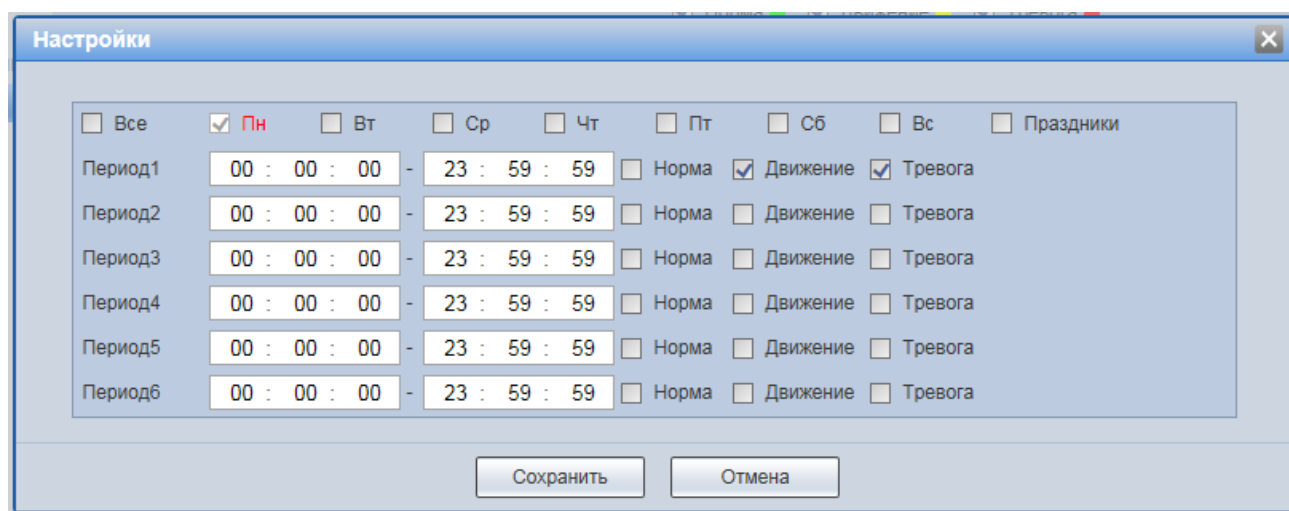 Настройки
Все Пн Вт Ср Чт Пт Сб Вс Праздники
Период1 00 : 00 : 00 - 23 : 59 : 59 Норма Движение Тревога
Период2 00 : 00 : 00 - 23 : 59 : 59 Норма Движение Тревога
Период3 00 : 00 : 00 - 23 : 59 : 59 Норма Движение Тревога
Период4 00 : 00 : 00 - 23 : 59 : 59 Норма Движение Тревога
Период5 00 : 00 : 00 - 23 : 59 : 59 Норма Движение Тревога
Период6 00 : 00 : 00 - 23 : 59 : 59 Норма Движение Тревога
Сохранить Отмена